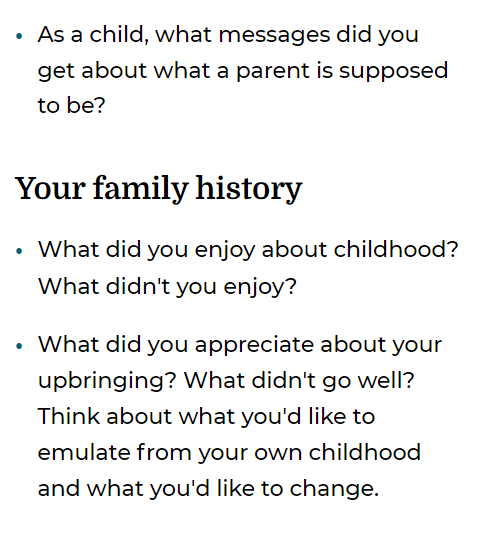 • As a child, what messages did you
get about what a parent is supposed
to be?
Your family history
• What did you enjoy about childhood?
What didn't you enjoy?
• What did you appreciate about your
upbringing? What didn't go well?
Think about what you'd like to
emulate from your own childhood
and what you'd like to change.